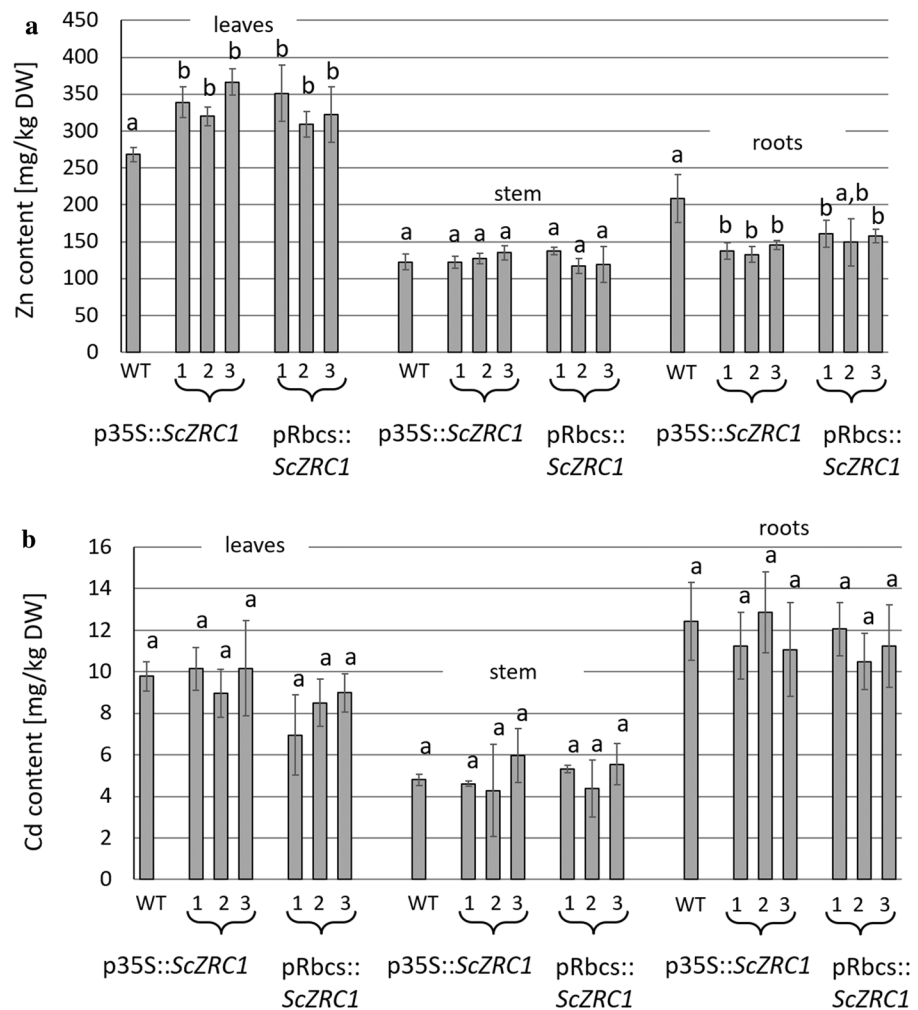 a
leaves
stem
roots
Zn content [mg/kg DW]
450
400
350
300
250
200
150
100
50
0
a b b b b b b
a a a a a a a
a b b b b a,b b
WT 1 2 3 1 2 3 WT 1 2 3 1 2 3 WT 1 2 3 1 2 3
p35S::ScZRC1 pRbcs:: p35S::ScZRC1 pRbcs:: p35S::ScZRC1 pRbcs::
ScZRC1 ScZRC1 ScZRC1
b
leaves
stem
roots
Cd content [mg/kg DW]
16
14
12
10
8
6
4
2
0
a a a a a a a
a a a a a a a
a a a a a a a
WT 1 2 3 1 2 3 WT 1 2 3 1 2 3 WT 1 2 3 1 2 3
p35S::ScZRC1 pRbcs:: p35S::ScZRC1 pRbcs:: p35S::ScZRC1 pRbcs::
ScZRC1 ScZRC1 ScZRC1